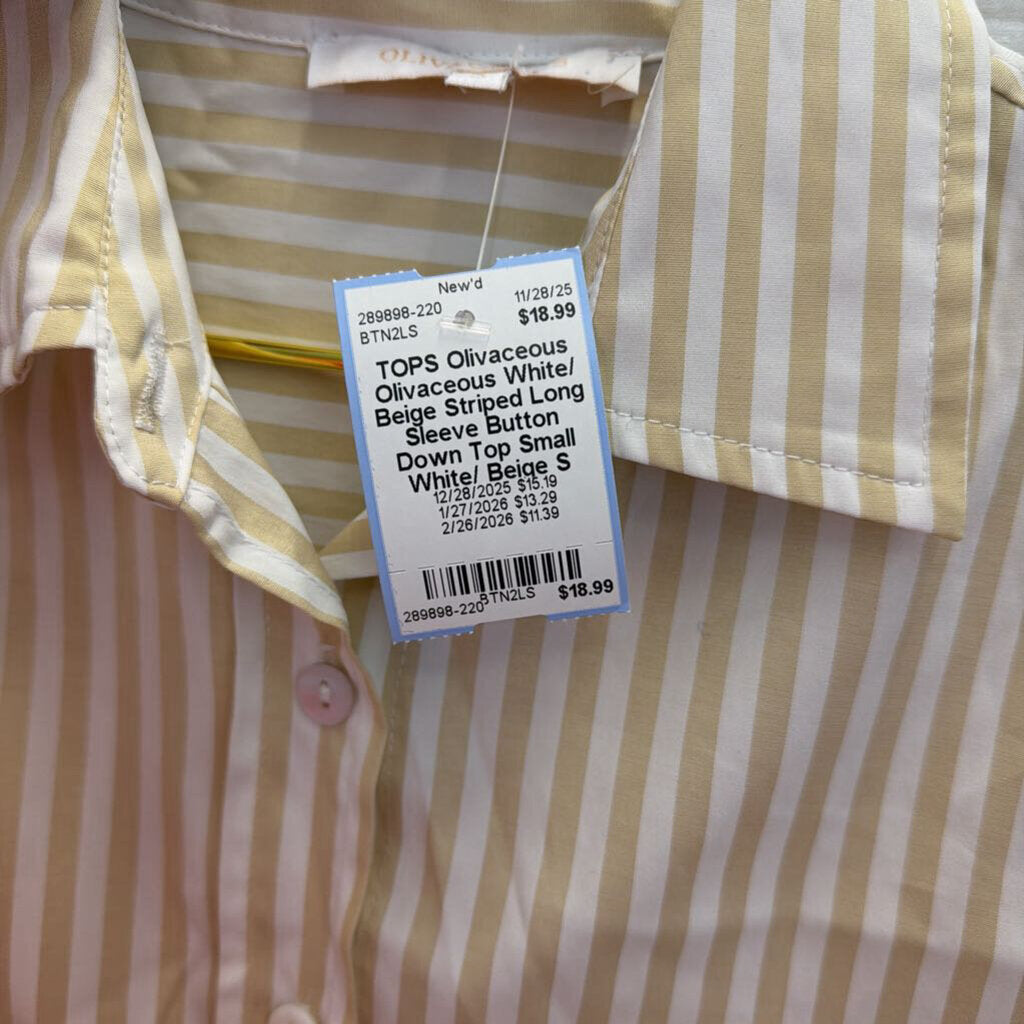 New'd
289898-220 11/28/25
BTN2LS $18.99
TOPS Olivaceous
Olivaceous White/
Beige Striped Long
Sleeve Button
Down Top Small
White/ Beige S
12/28/2025 $15.19
1/27/2026 $13.29
2/26/2026 $11.39
BTN2LS $18.99
289898-220